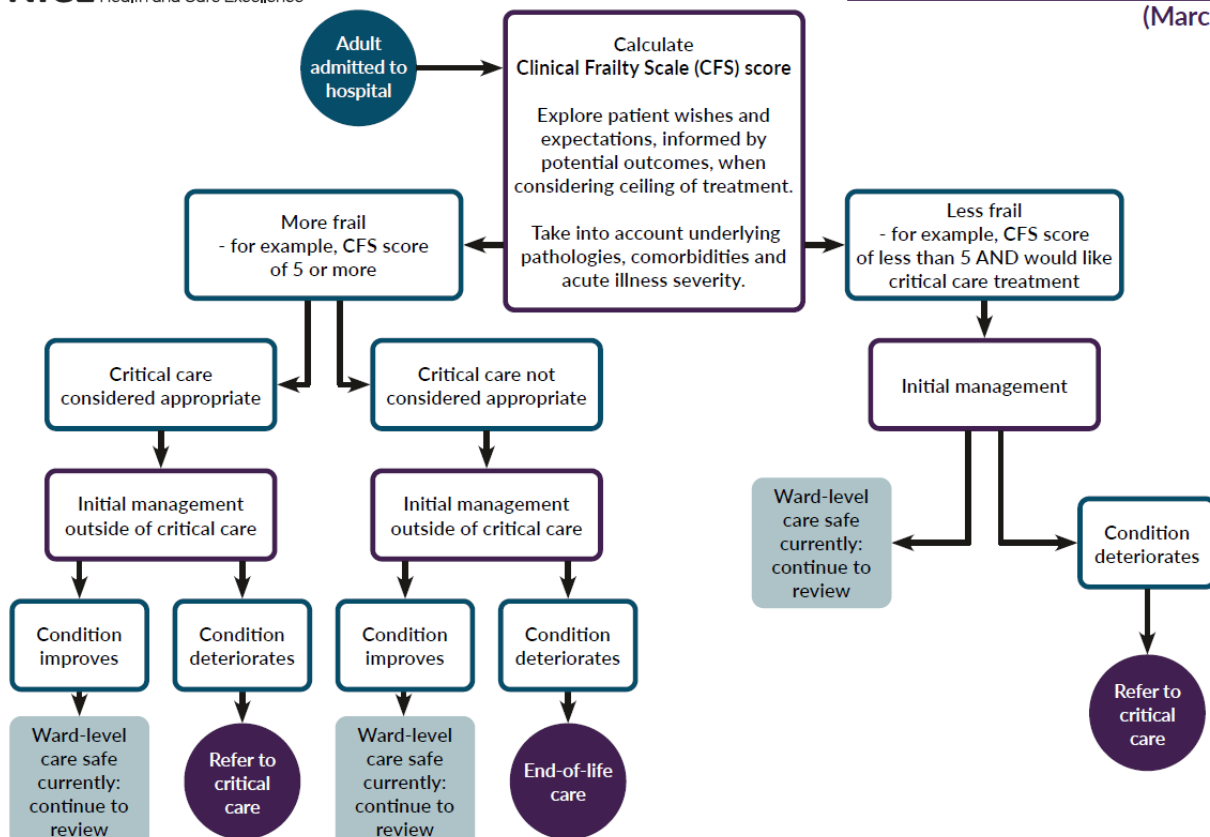 Health and Care Excellence
(Marc
Adult
admitted to
hospital
Calculate
Clinical Frailty Scale (CFS) score
Explore patient wishes and
expectations, informed by
potential outcomes, when
considering ceiling of treatment.
Take into account underlying
pathologies, comorbidities and
acute illness severity.
More frail
- for example, CFS score
of 5 or more
Less frail
- for example, CFS score
of less than 5 AND would like
critical care treatment
Critical care
considered appropriate
Critical care not
considered appropriate
Initial management
Initial management
outside of critical care
Initial management
outside of critical care
Ward-level
care safe
currently:
continue to
review
Condition
deteriorates
Condition
improves
Condition
deteriorates
Condition
improves
Condition
deteriorates
Refer to
critical
care
Ward-level
care safe
currently:
continue to
review
Refer to
critical
care
Ward-level
care safe
currently:
continue to
review
End-of-life
care